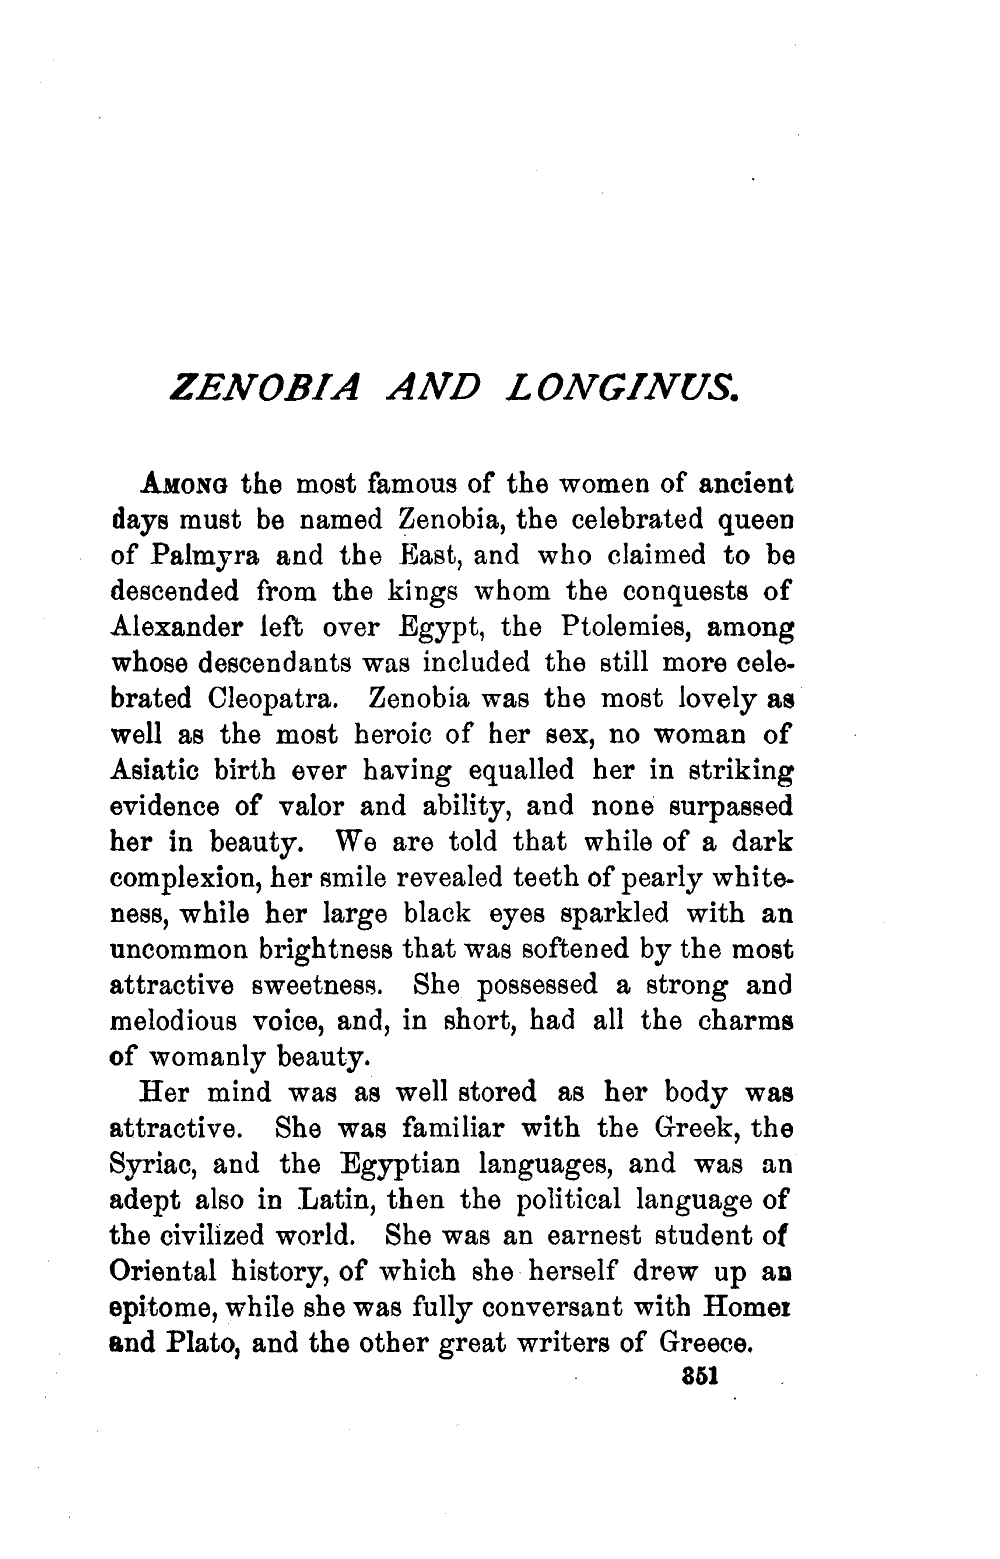 ZENOBIA AND LONGINUS.
AMONG the most famous of the women of ancient
days must be named Zenobia, the celebrated queen
of Palmyra and the East, and who claimed to be
descended from the kings whom the conquests of
Alexander left over Egypt, the Ptolemies, among
whose descendants was included the still more cele-
brated Cleopatra. Zenobia was the most lovely as
well as the most heroic of her sex, no woman of
Asiatic birth ever having equalled her in striking
evidence of valor and ability, and none surpassed
her in beauty. We are told that while of a dark
complexion, her smile revealed teeth of pearly white-
ness, while her large black eyes sparkled with an
uncommon brightness that was softened by the most
attractive sweetness. She possessed a strong and
melodious voice, and, in short, had all the charms
of womanly beauty.
Her mind was as well stored as her body was
attractive. She was familiar with the Greek, the
Syriac, and the Egyptian languages, and was an
adept also in Latin, then the political language of
the civilized world. She was an earnest student of
Oriental history, of which she herself drew up an
epitome, while she was fully conversant with Homer
and Plato, and the other great writers of Greece.
351